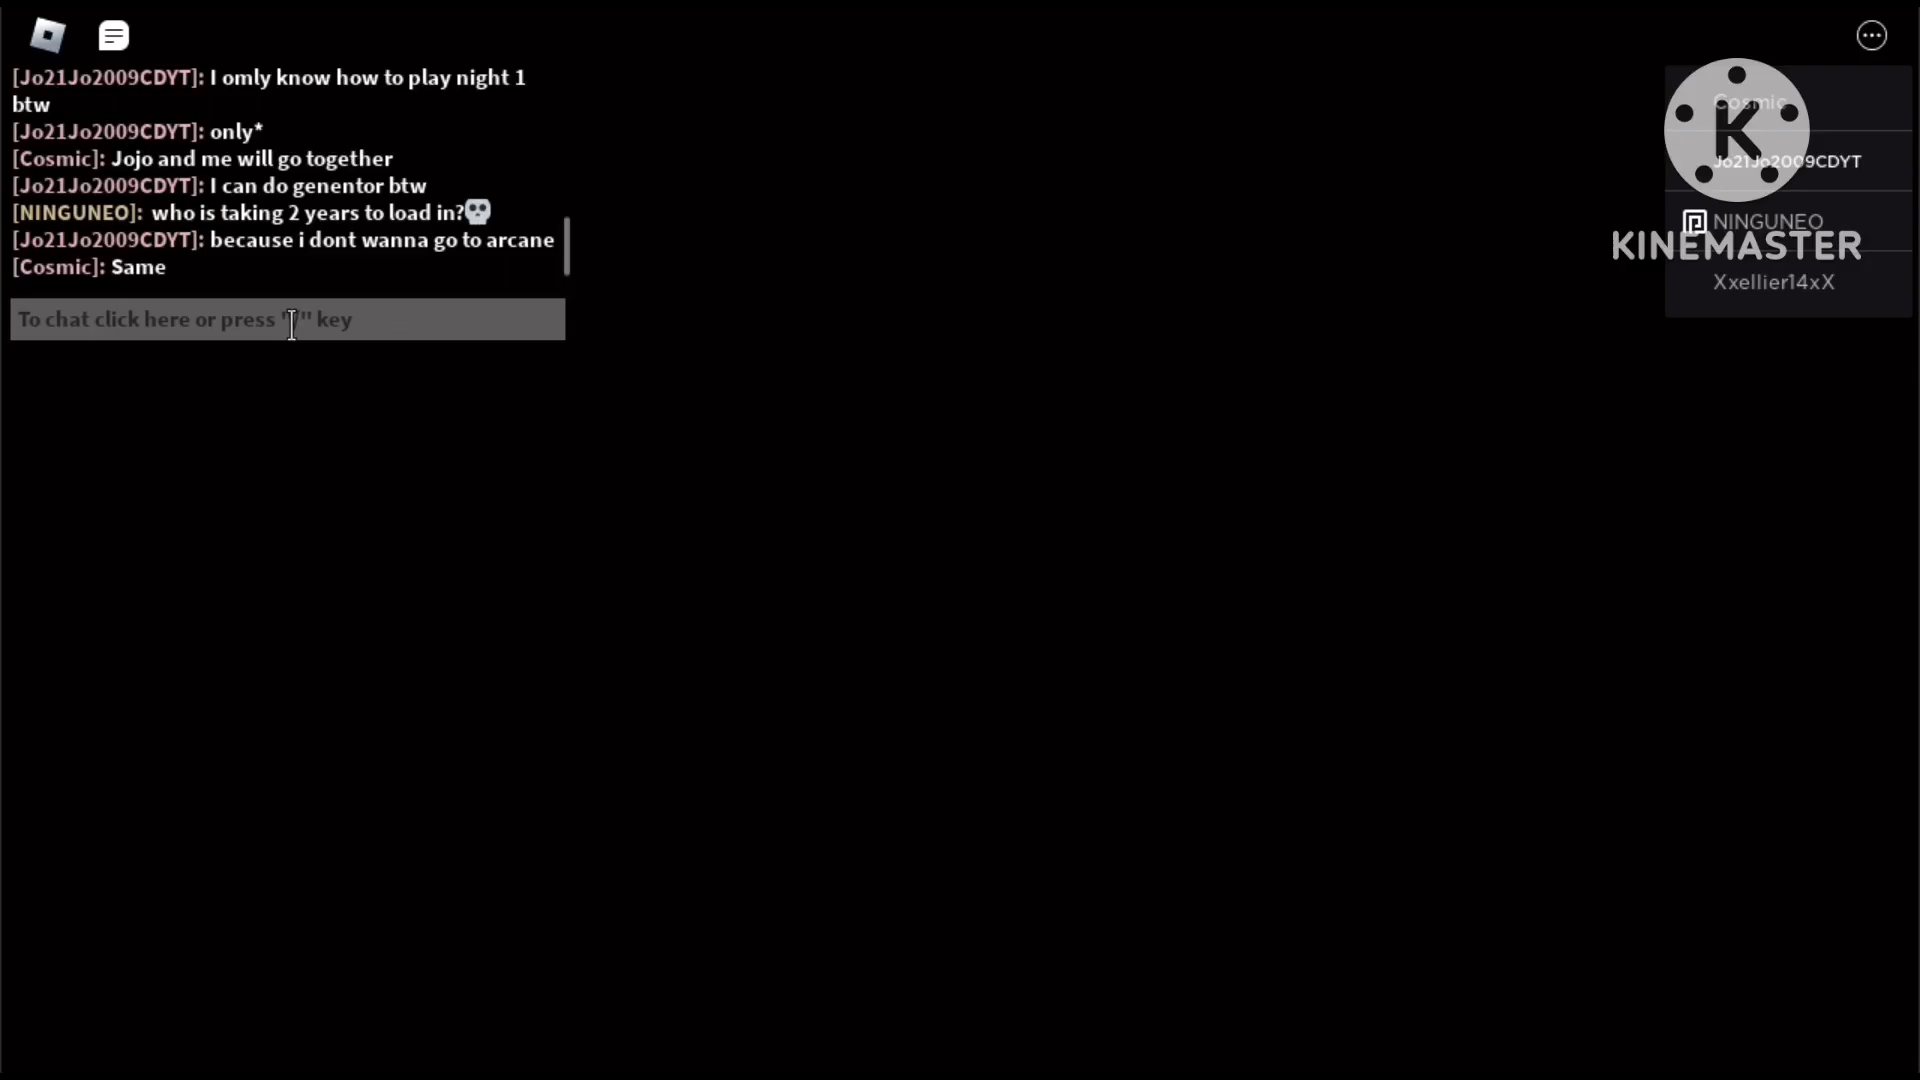 [Jo21Jo2009CDYT]: I omly know how to play night 1
btw
[Jo21Jo2009CDYT]: only*
[Cosmic]: Jojo and me will go together
[Jo21Jo2009CDYT]: I can do genentor btw
[NINGUNEO]: who is taking 2 years to load in?💀
[Jo21Jo2009CDYT]: because i dont wanna go to arcane
[Cosmic]: Same
To chat click here or press "/" key
Cosmic
K
Jo21Jo2009CDYT
NINGUNEO
KINEMASTER
Xxellier14xX